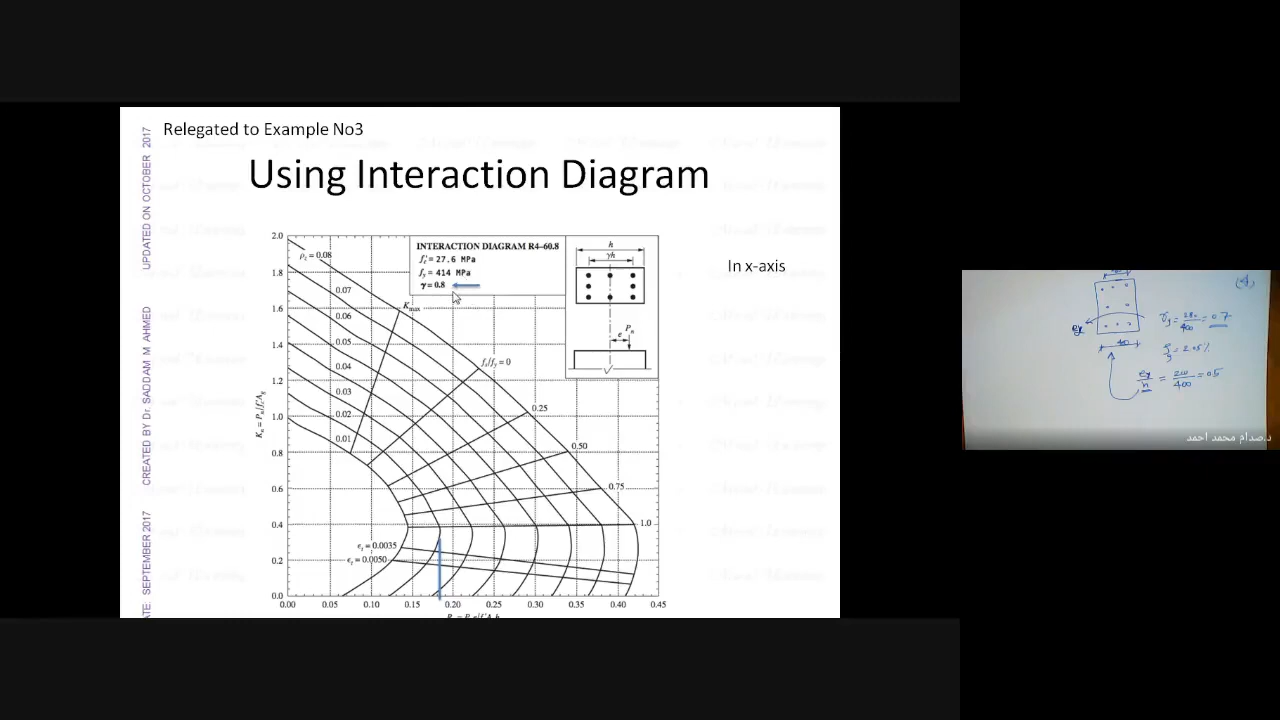 Relegated to Example No3
Using Interaction Diagram
In x-axis
UPDATED ON OCTOBER 2017
CREATED BY Dr. SADDAM M AHMED
ATE: SEPTEMBER 2017
INTERACTION DIAGRAM R4–60.8
f′c = 27.6 MPa
fy = 414 MPa
γ = 0.8
h
γh
Pn
e
ρz = 0.08
0.07
0.06
0.05
0.04
0.03
0.02
0.01
Kmax
fs/fy = 0
0.25
0.50
0.75
1.0
εt = 0.0035
εt = 0.0050
Kn = Pn/f′cAg
2.0
1.8
1.6
1.4
1.2
1.0
0.8
0.6
0.4
0.2
0.0
0.00 0.05 0.10 0.15 0.20 0.25 0.30 0.35 0.40 0.45
400
= 0.7
= 2.05%
400
= 0.5
د.صدام محمد احمد